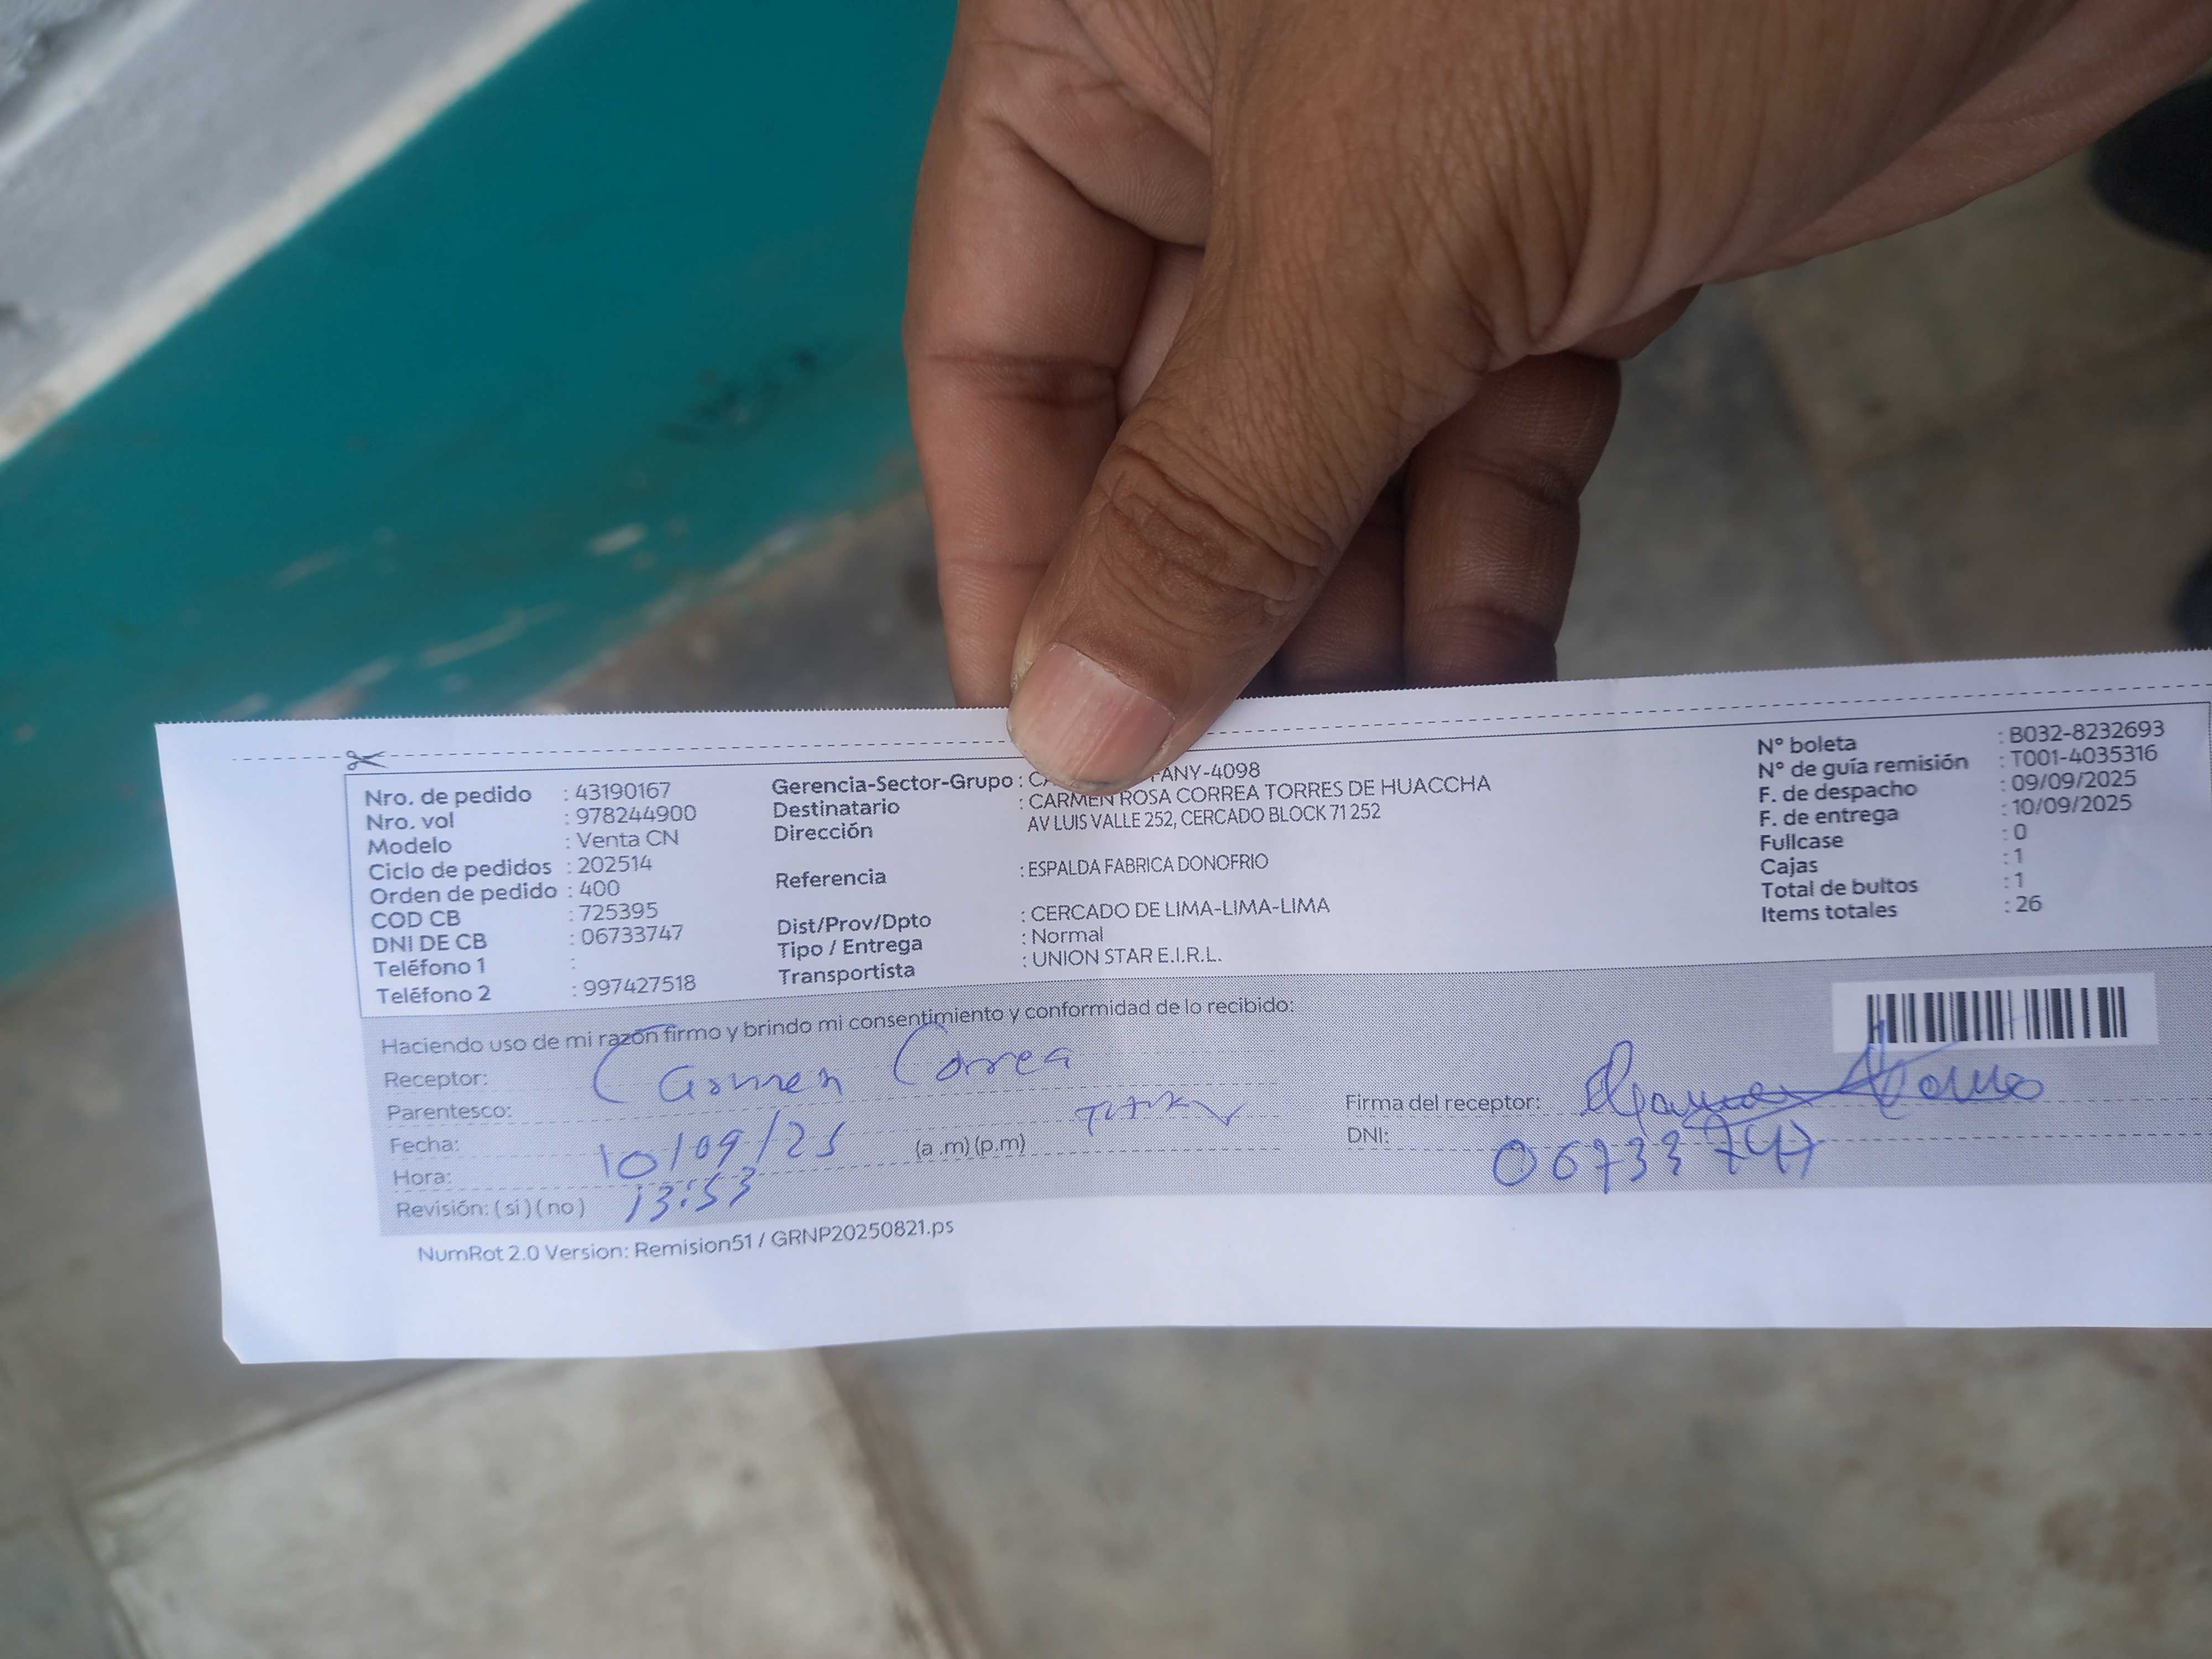 Nro. de pedido : 43190167
Nro. vol : 978244900
Modelo : Venta CN
Ciclo de pedidos : 202514
Orden de pedido : 400
COD CB : 725395
DNI DE CB : 06733747
Teléfono 1 :
Teléfono 2 : 997427518
Gerencia-Sector-Grupo :
Destinatario : CARMEN ROSA CORREA TORRES DE HUACCHA
Dirección AV LUIS VALLE 252, CERCADO BLOCK 71 252
Referencia : ESPALDA FABRICA DONOFRIO
Dist/Prov/Dpto : CERCADO DE LIMA-LIMA-LIMA
Tipo / Entrega : Normal
Transportista : UNION STAR E.I.R.L.
N° boleta : B032-8232693
N° de guía remisión : T001-4035316
F. de despacho : 09/09/2025
F. de entrega : 10/09/2025
Fullcase : 0
Cajas : 1
Total de bultos : 1
Items totales : 26
Haciendo uso de mi razón firmo y brindo mi consentimiento y conformidad de lo recibido:
Receptor: Carmen Correa
Parentesco:
Fecha: 10/09/25 (a .m) (p.m)
Hora: 13:53
Revisión: ( si ) ( no )
Firma del receptor:
DNI: 06733747
NumRot 2.0 Version: Remision51 / GRNP20250821.ps